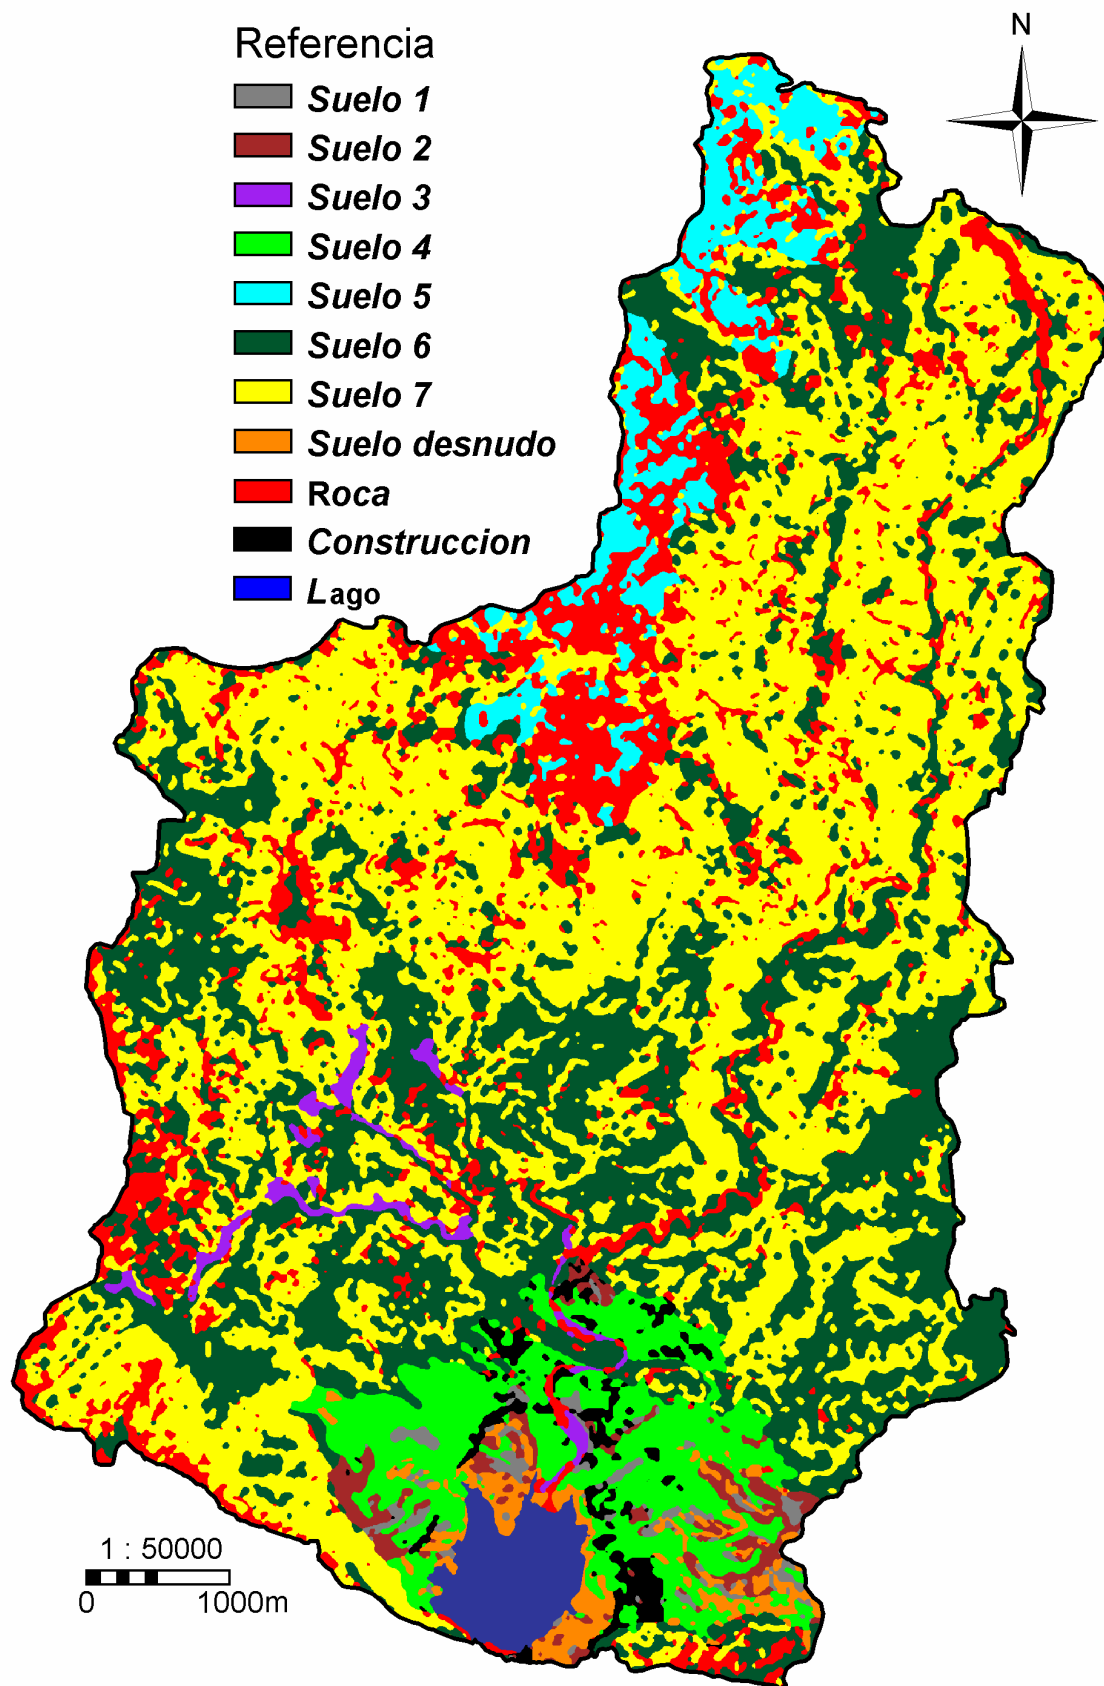 Referencia
N
Suelo 1
Suelo 2
Suelo 3
Suelo 4
Suelo 5
Suelo 6
Suelo 7
Suelo desnudo
Roca
Construccion
Lago
1 : 50000
0 1000m